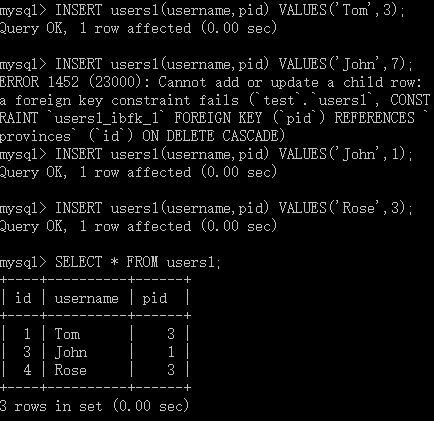 mysql> INSERT users1(username,pid) VALUES('Tom',3);
Query OK, 1 row affected (0.00 sec)
mysql> INSERT users1(username,pid) VALUES('John',7);
ERROR 1452 (23000): Cannot add or update a child row:
a foreign key constraint fails (`test`.`users1`, CONST
RAINT `users1_ibfk_1` FOREIGN KEY (`pid`) REFERENCES `
provinces` (`id`) ON DELETE CASCADE)
mysql> INSERT users1(username,pid) VALUES('John',1);
Query OK, 1 row affected (0.00 sec)
mysql> INSERT users1(username,pid) VALUES('Rose',3);
Query OK, 1 row affected (0.00 sec)
mysql> SELECT * FROM users1;
+----+----------+------+
| id | username | pid  |
+----+----------+------+
|  1 | Tom      |    3 |
|  3 | John     |    1 |
|  4 | Rose     |    3 |
+----+----------+------+
3 rows in set (0.00 sec)